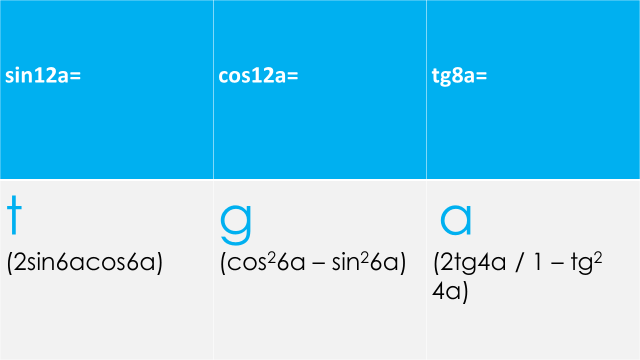 sin12a=
cos12a=
tg8a=
t
(2sin6acos6a)
g
(cos²6a – sin²6a)
a
(2tg4a / 1 – tg²
4a)